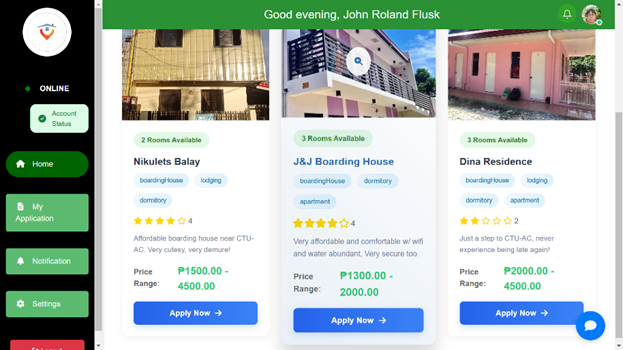 Good evening, John Roland Flusk
ONLINE
Account
Status
Home
My
Application
Notification
Settings
2 Rooms Available
Nikulets Balay
boardingHouse lodging
dormitory
4
Affordable boarding house near CTU-
AC. Very cutesy, very demure!
Price
Range:
₱1500.00 -
4500.00
Apply Now →
3 Rooms Available
J&J Boarding House
boardingHouse dormitory
apartment
4
Very affordable and comfortable w/ wifi
and water abundant, Very secure too.
Price
Range:
₱1300.00 -
2000.00
Apply Now →
3 Rooms Available
Dina Residence
boardingHouse lodging
dormitory apartment
2
Just a step to CTU-AC, never
experience being late again!
Price
Range:
₱2000.00 -
4500.00
Apply Now →